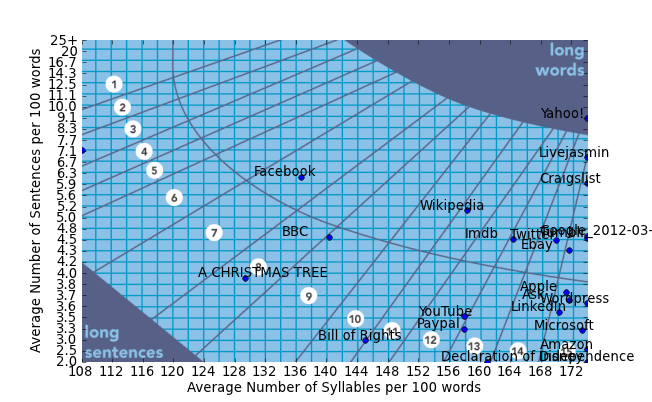 25+
20
16.7
14.3
12.5
11.1
10.0
9.1
8.3
7.7
7.1
6.7
6.3
5.9
5.6
5.2
5.0
4.8
4.5
4.3
4.2
4.0
3.8
3.7
3.6
3.5
3.3
3.0
2.5
2.0
Average Number of Sentences per 100 words
long
words
1
2
3
4
5
6
7
8
9
10
11
12
13
14
15
Yahoo!
Livejasmin
Craigslist
Facebook
Wikipedia
BBC
Imdb
Twitter
Google_2012-03-
Ebay
A CHRISTMAS TREE
Apple
Ask
Wordpress
LinkedIn
YouTube
Paypal
Microsoft
Bill of Rights
Amazon
Declaration of Independence
Disney
long
sentences
108 112 116 120 124 128 132 136 140 144 148 152 156 160 164 168 172
Average Number of Syllables per 100 words